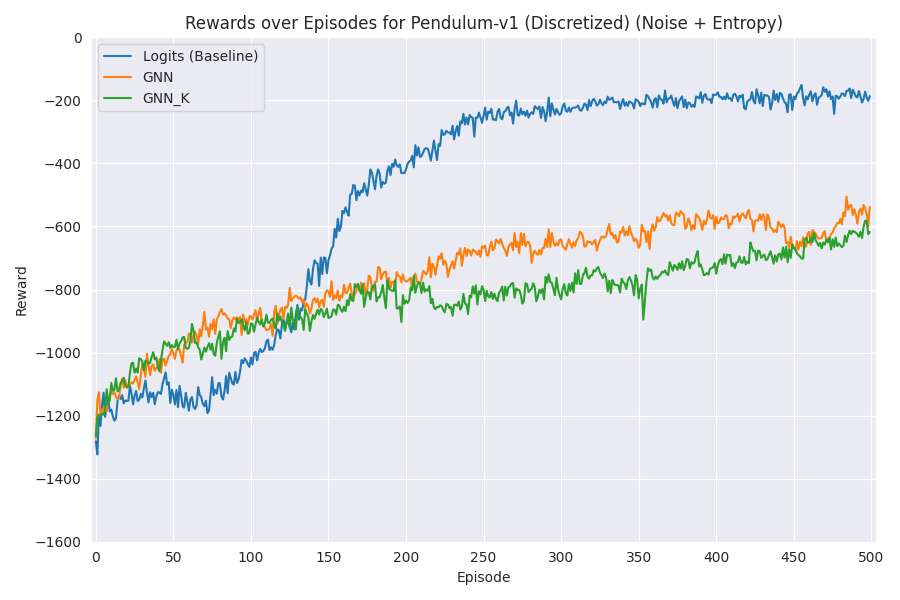 Rewards over Episodes for Pendulum-v1 (Discretized) (Noise + Entropy)
Logits (Baseline)
GNN
GNN_K
0
−200
−400
−600
−800
−1000
−1200
−1400
−1600
Reward
0 50 100 150 200 250 300 350 400 450 500
Episode